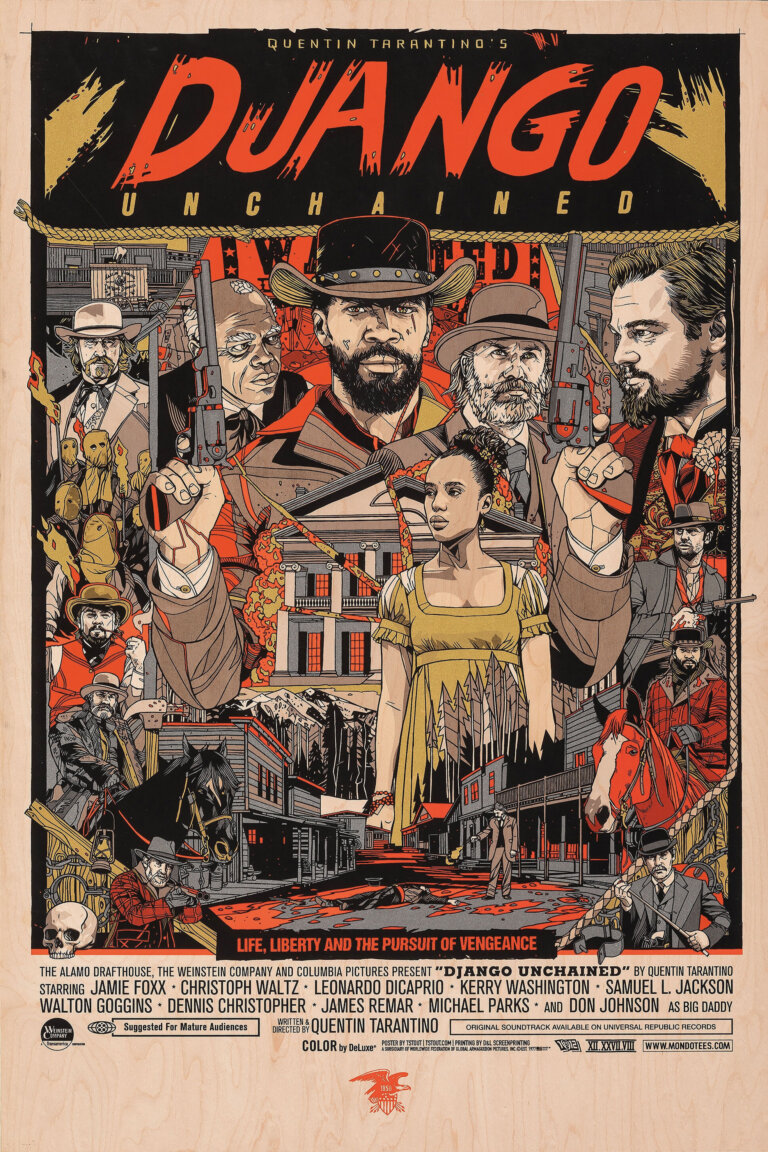 QUENTIN TARANTINO'S
DJANGO
UNCHAINED
WANTED
LIFE, LIBERTY AND THE PURSUIT OF VENGEANCE
THE ALAMO DRAFTHOUSE, THE WEINSTEIN COMPANY AND COLUMBIA PICTURES PRESENT "DJANGO UNCHAINED" BY QUENTIN TARANTINO
STARRING JAMIE FOXX · CHRISTOPH WALTZ · LEONARDO DICAPRIO · KERRY WASHINGTON · SAMUEL L. JACKSON
WALTON GOGGINS · DENNIS CHRISTOPHER · JAMES REMAR · MICHAEL PARKS · AND DON JOHNSON AS BIG DADDY
WEINSTEIN COMPANY
Transamerica
Suggested For Mature Audiences
WRITTEN & DIRECTED BY QUENTIN TARANTINO
ORIGINAL SOUNDTRACK AVAILABLE ON UNIVERSAL REPUBLIC RECORDS
COLOR by DeLuxe
POSTER BY TSTOUT | TSTOUT.COM | PRINTING BY D&L SCREENPRINTING
XII. XXVII. VIII
WWW.MONDOTEES.COM